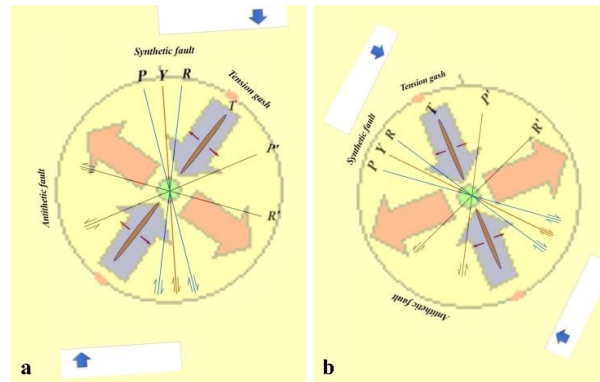 Synthetic fault
P Y R
Tension gash
T
P'
R'
Antithetic fault
a
Tension gash
Synthetic fault
P Y R
T
P'
R'
Antithetic fault
b